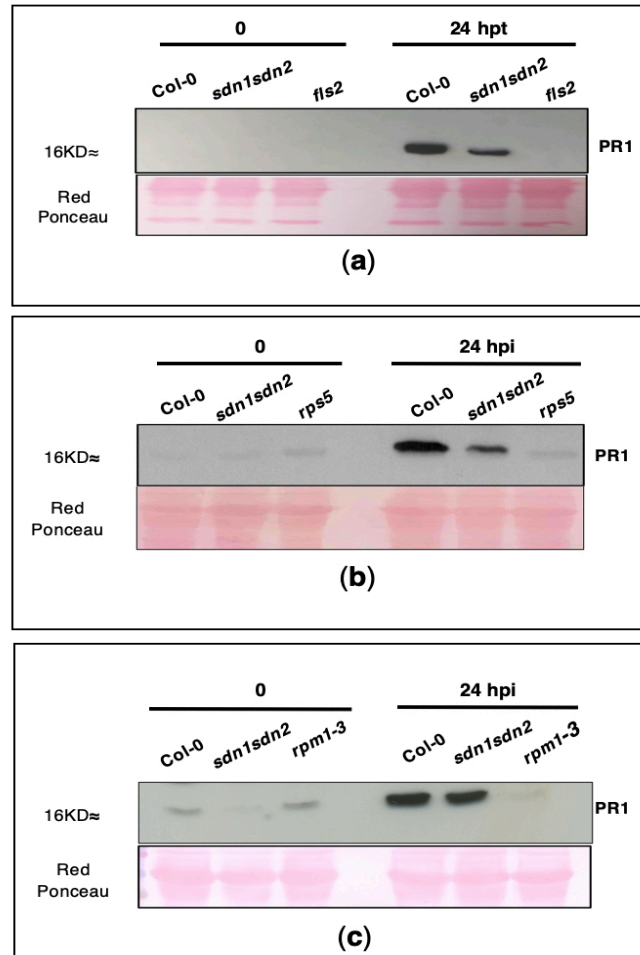 0 24 hpt
Col-0 sdn1sdn2 fls2 Col-0 sdn1sdn2 fls2
16KD≈ PR1
Red
Ponceau
(a)
0 24 hpi
Col-0 sdn1sdn2 rps5 Col-0 sdn1sdn2 rps5
16KD≈ PR1
Red
Ponceau
(b)
0 24 hpi
Col-0 sdn1sdn2 rpm1-3 Col-0 sdn1sdn2 rpm1-3
16KD≈ PR1
Red
Ponceau
(c)